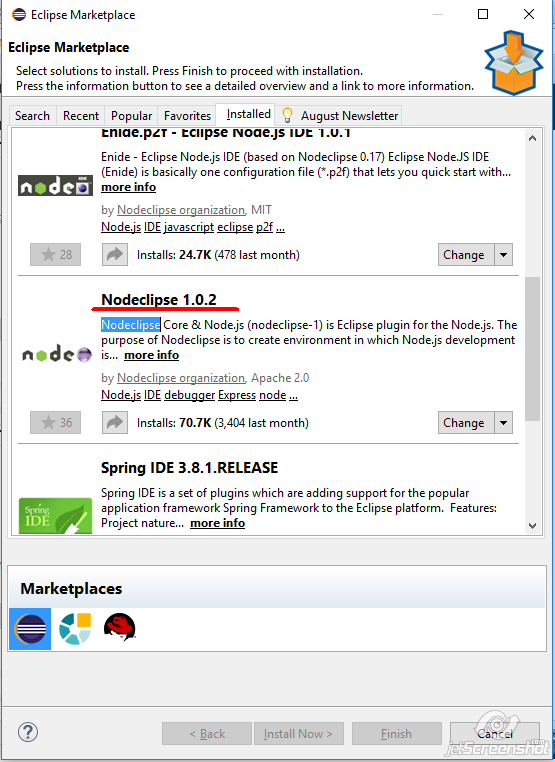 Eclipse Marketplace
Eclipse Marketplace
Select solutions to install. Press Finish to proceed with installation.
Press the information button to see a detailed overview and a link to more information.
Search Recent Popular Favorites Installed August Newsletter
Enide.p2f - Eclipse Node.js IDE 1.0.1
Enide - Eclipse Node.js IDE (based on Nodeclipse 0.17) Eclipse Node.JS IDE
(Enide) is basically one configuration file (*.p2f) that lets you quick start with...
more info
node
by Nodeclipse organization, MIT
Node.js IDE javascript eclipse p2f ...
28 Installs: 24.7K (478 last month) Change
Nodeclipse 1.0.2
Nodeclipse Core & Node.js (nodeclipse-1) is Eclipse plugin for the Node.js. The
purpose of Nodeclipse is to create environment in which Node.js development
is... more info
node
by Nodeclipse organization, Apache 2.0
Node.js IDE debugger Express node ...
36 Installs: 70.7K (3,404 last month) Change
Spring IDE 3.8.1.RELEASE
Spring IDE is a set of plugins which are adding support for the popular
application framework Spring Framework to the Eclipse platform. Features:
Project nature... more info
Spring
IDE
Marketplaces
? < Back Install Now > Finish Cancel
jetScreenshot
.com